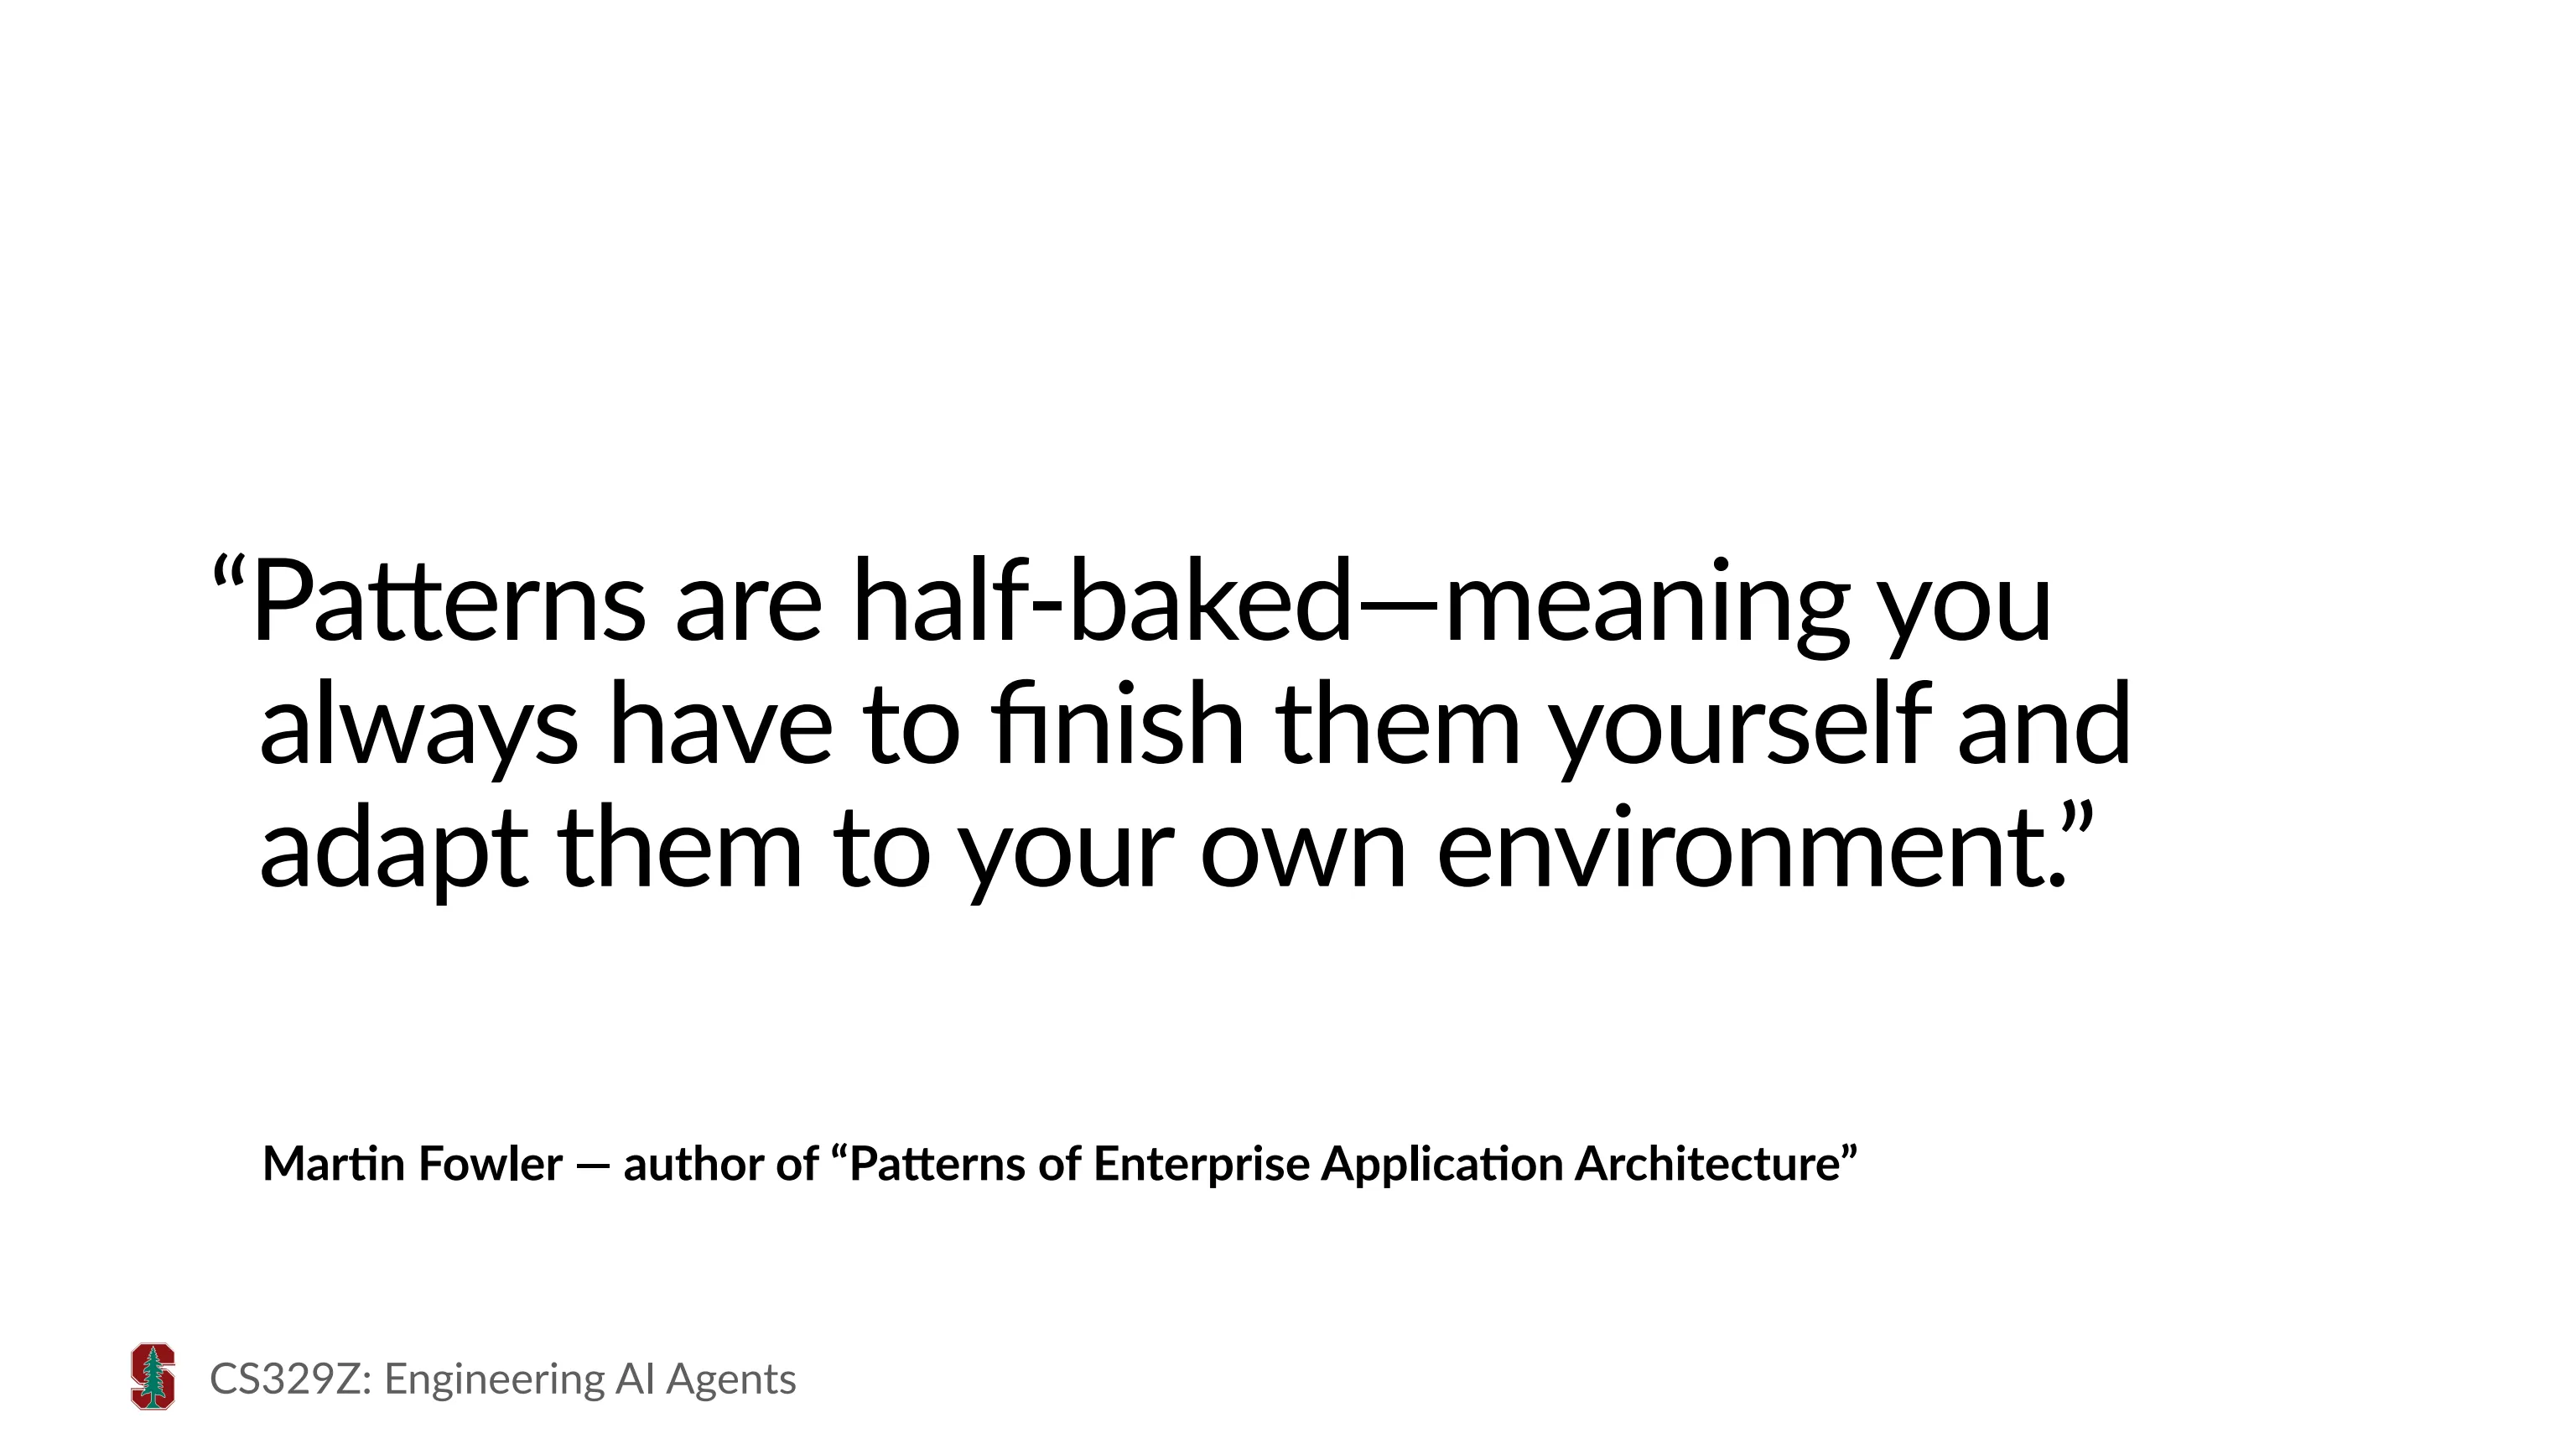 “Patterns are half-baked—meaning you
always have to finish them yourself and
adapt them to your own environment.”
Martin Fowler — author of “Patterns of Enterprise Application Architecture”
CS329Z: Engineering AI Agents